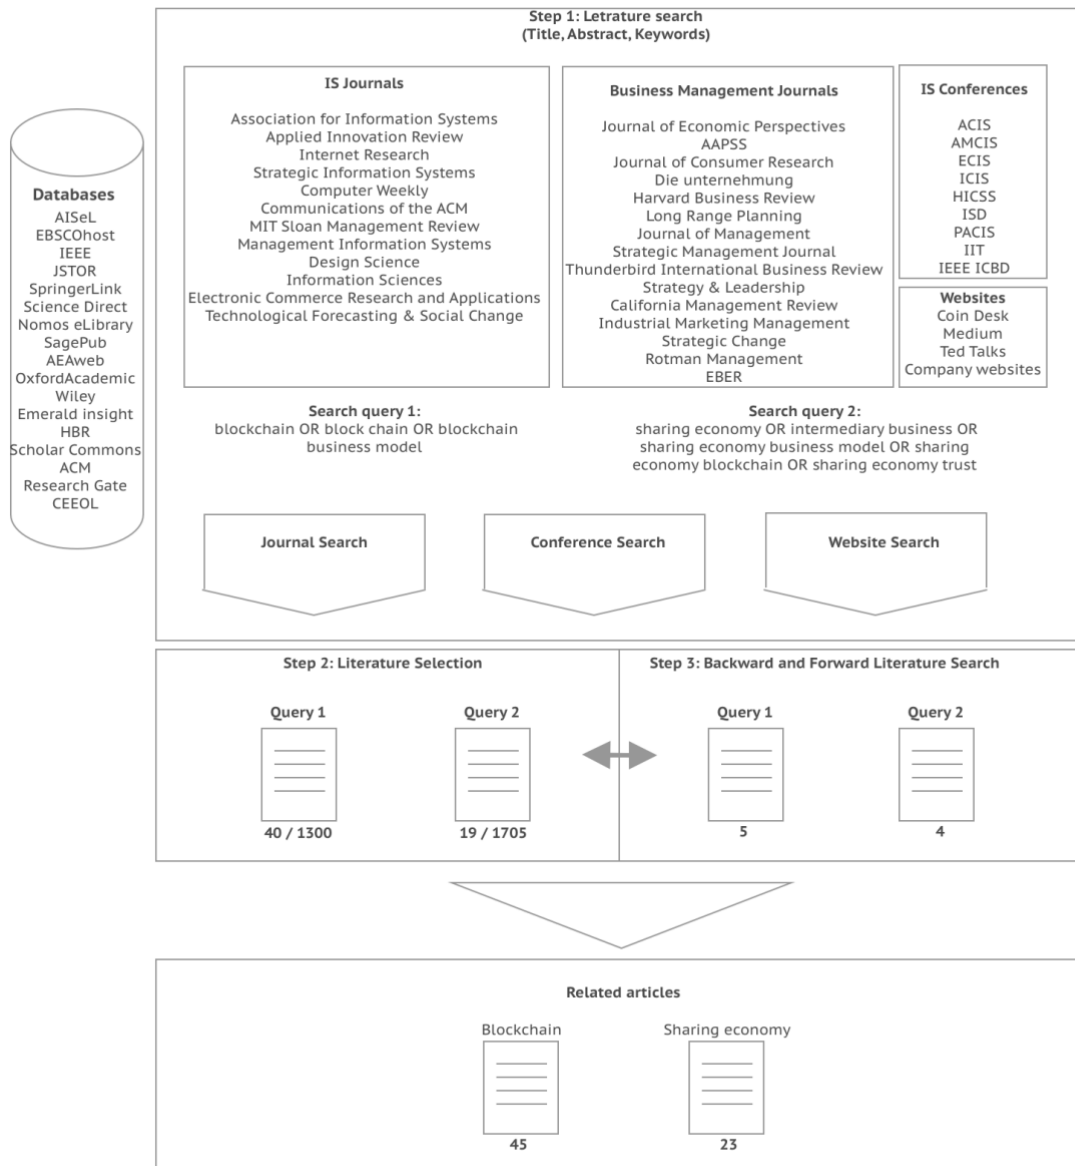 Step 1: Letrature search
(Title, Abstract, Keywords)
Databases
AISeL
EBSCOhost
IEEE
JSTOR
SpringerLink
Science Direct
Nomos eLibrary
SagePub
AEAweb
OxfordAcademic
Wiley
Emerald insight
HBR
Scholar Commons
ACM
Research Gate
CEEOL
IS Journals
Association for Information Systems
Applied Innovation Review
Internet Research
Strategic Information Systems
Computer Weekly
Communications of the ACM
MIT Sloan Management Review
Management Information Systems
Design Science
Information Sciences
Electronic Commerce Research and Applications
Technological Forecasting & Social Change
Business Management Journals
Journal of Economic Perspectives
AAPSS
Journal of Consumer Research
Die unternehmung
Harvard Business Review
Long Range Planning
Journal of Management
Strategic Management Journal
Thunderbird International Business Review
Strategy & Leadership
California Management Review
Industrial Marketing Management
Strategic Change
Rotman Management
EBER
IS Conferences
ACIS
AMCIS
ECIS
ICIS
HICSS
ISD
PACIS
IIT
IEEE ICBD
Websites
Coin Desk
Medium
Ted Talks
Company websites
Search query 1:
blockchain OR block chain OR blockchain
business model
Search query 2:
sharing economy OR intermediary business OR
sharing economy business model OR sharing
economy blockchain OR sharing economy trust
Journal Search
Conference Search
Website Search
Step 2: Literature Selection
Query 1
40 / 1300
Query 2
19 / 1705
Step 3: Backward and Forward Literature Search
Query 1
5
Query 2
4
Related articles
Blockchain
45
Sharing economy
23